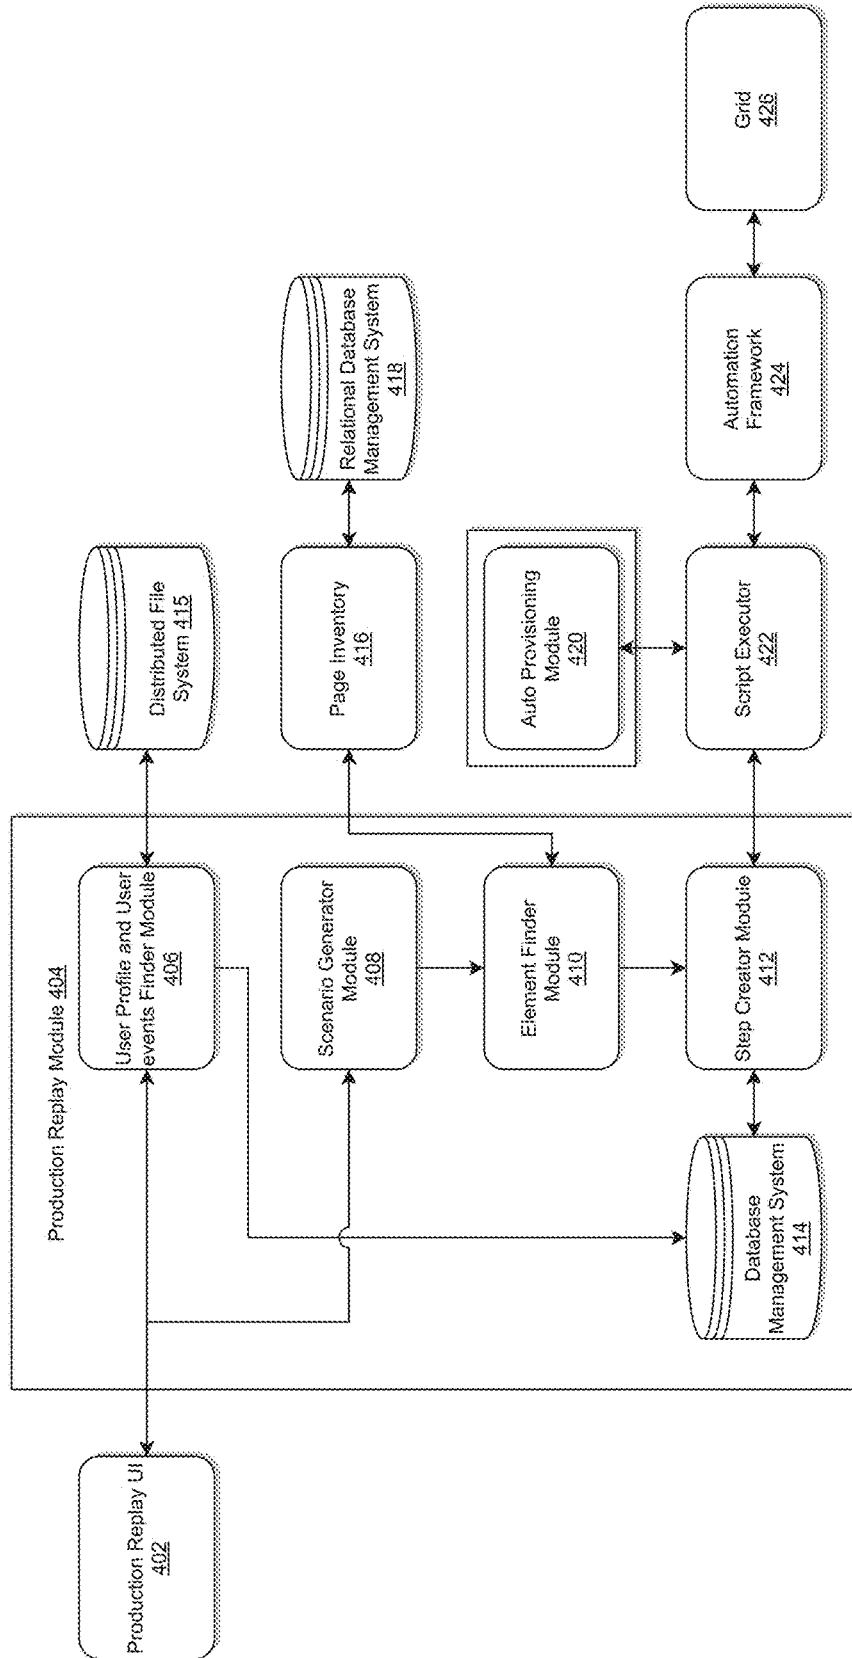 Production Replay UI
402
Production Replay Module 404
User Profile and User
events Finder Module
406
Distributed File
System 415
Scenario Generator
Module
408
Page Inventory
416
Relational Database
Management System
418
Element Finder
Module
410
Auto Provisioning
Module
420
Database
Management System
414
Step Creator Module
412
Script Executor
422
Automation
Framework
424
Grid
426